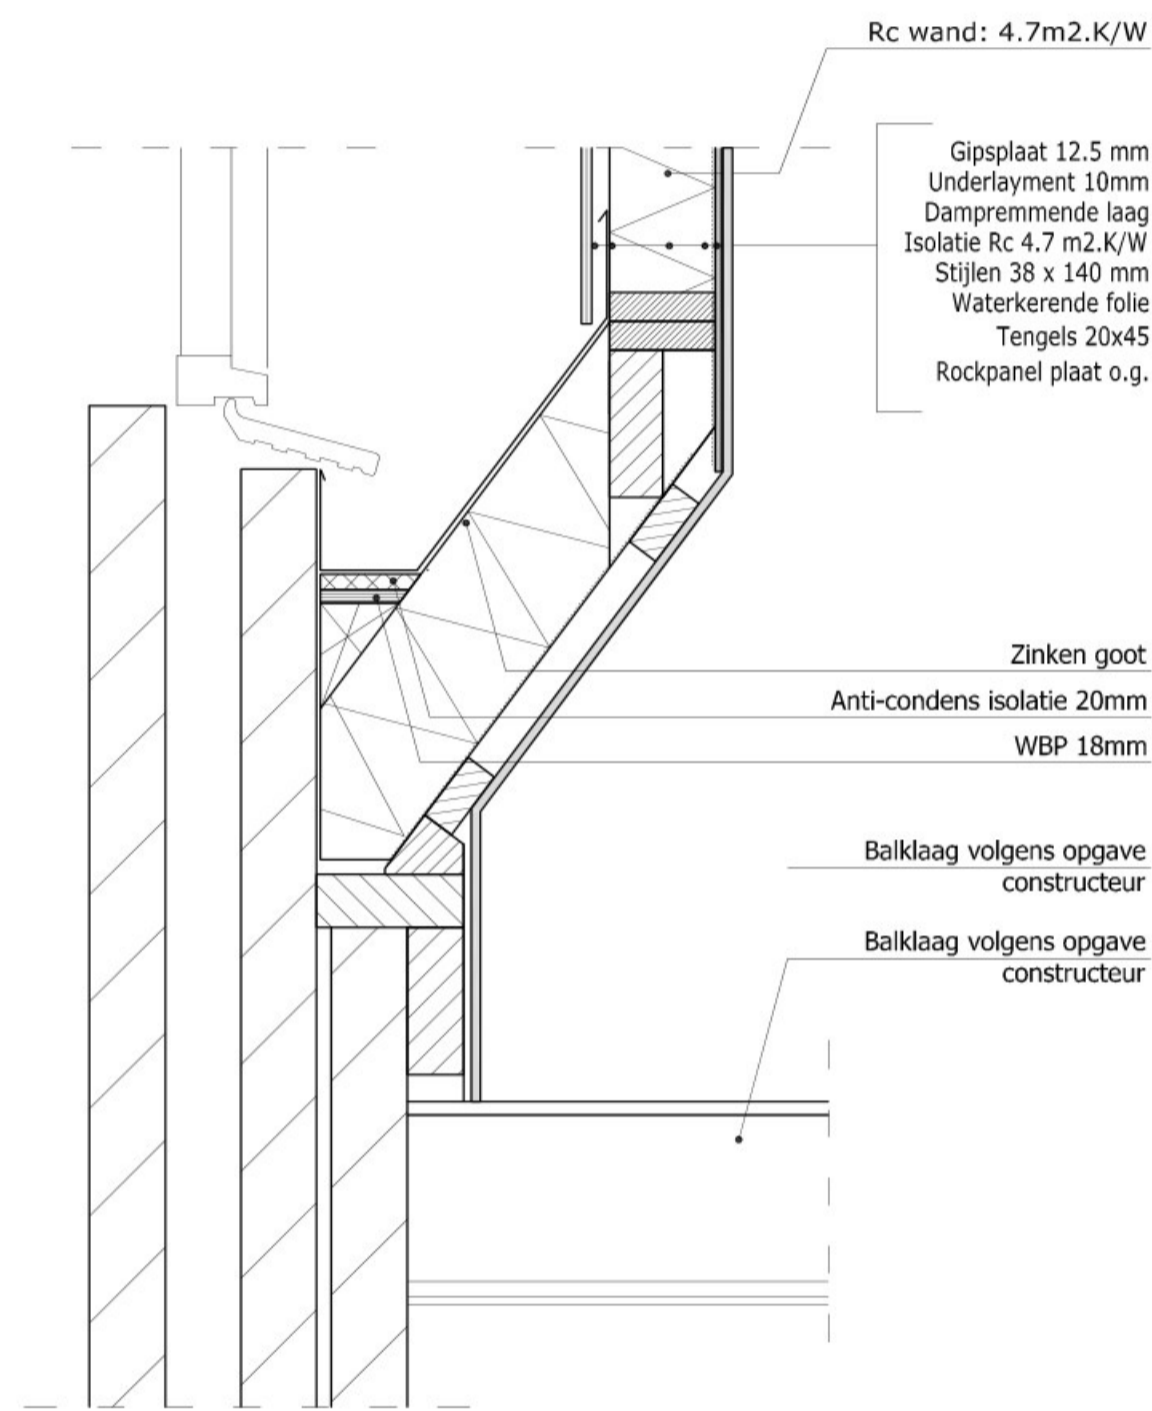 Rc wand: 4.7m2.K/W
Gipsplaat 12.5 mm
Underlayment 10mm
Dampremmende laag
Isolatie Rc 4.7 m2.K/W
Stijlen 38 x 140 mm
Waterkerende folie
Tengels 20x45
Rockpanel plaat o.g.
Zinken goot
Anti-condens isolatie 20mm
WBP 18mm
Balklaag volgens opgave
constructeur
Balklaag volgens opgave
constructeur